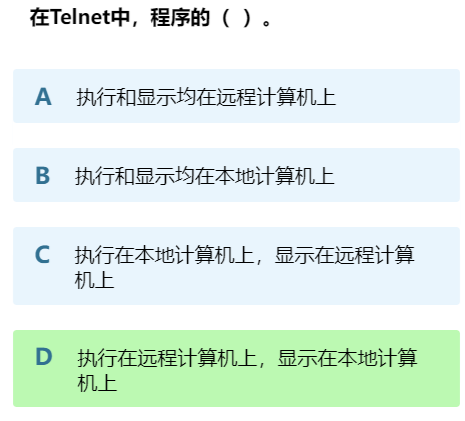 在Telnet中，程序的（ ）。
A 执行和显示均在远程计算机上
B 执行和显示均在本地计算机上
C 执行在本地计算机上，显示在远程计算
机上
D 执行在远程计算机上，显示在本地计算
机上